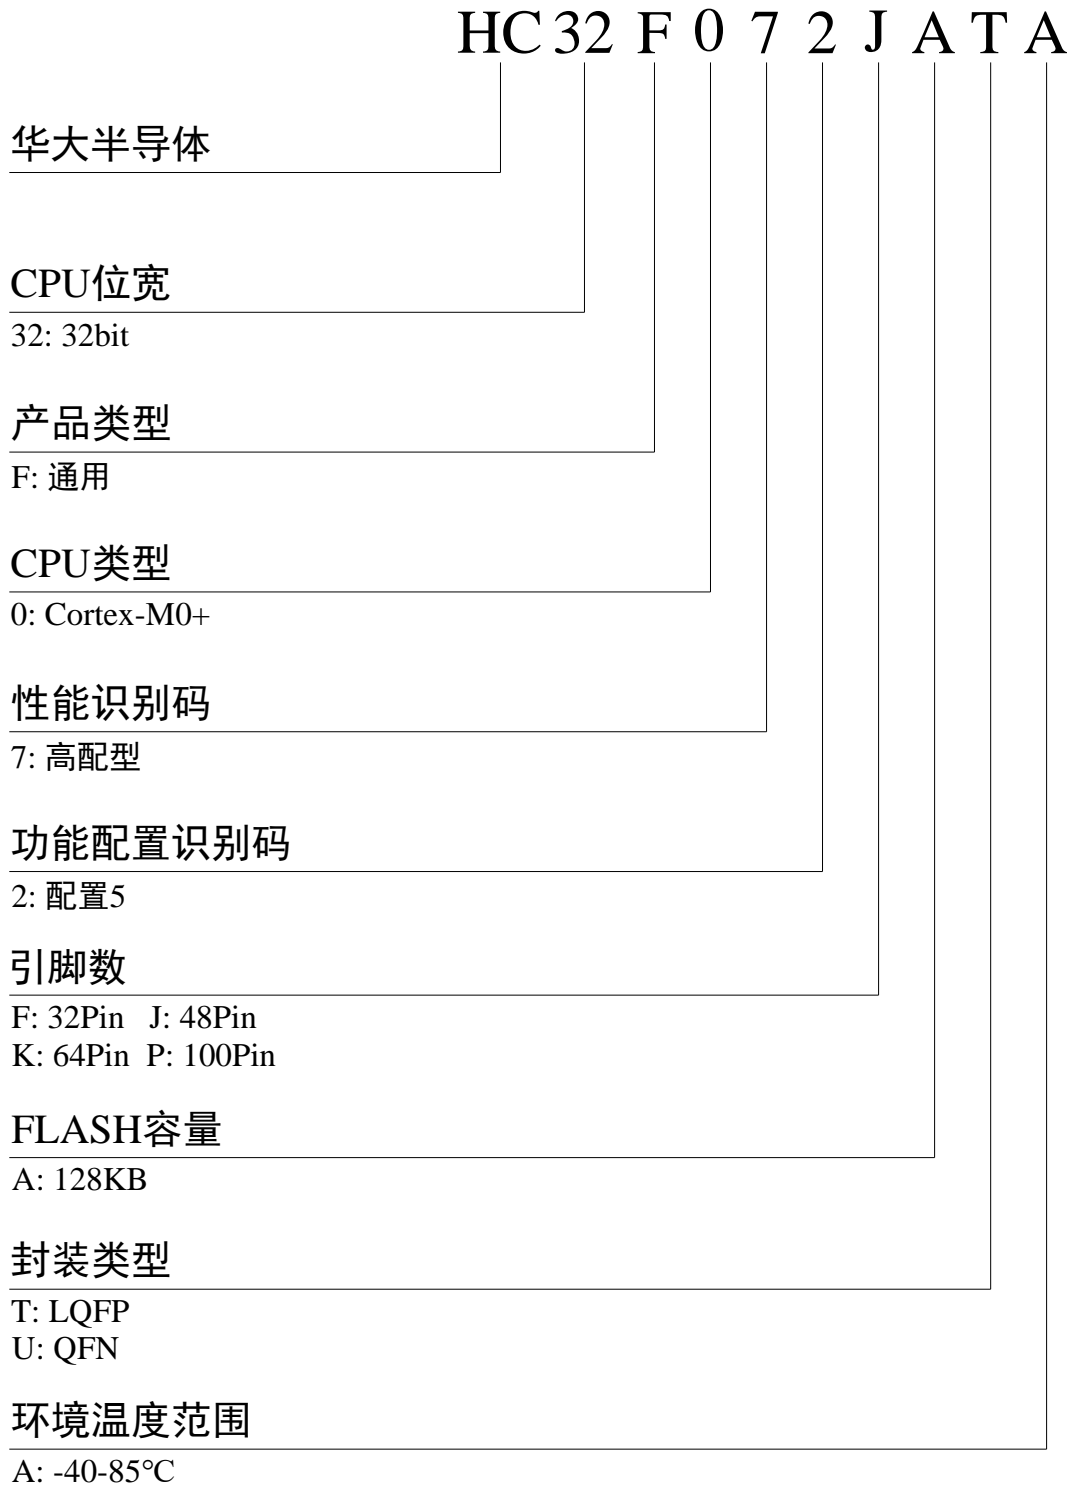 HC32F072JATA
华大半导体
CPU位宽
32: 32bit
产品类型
F: 通用
CPU类型
0: Cortex-M0+
性能识别码
7: 高配型
功能配置识别码
2: 配置5
引脚数
F: 32Pin J: 48Pin
K: 64Pin P: 100Pin
FLASH容量
A: 128KB
封装类型
T: LQFP
U: QFN
环境温度范围
A: -40-85℃